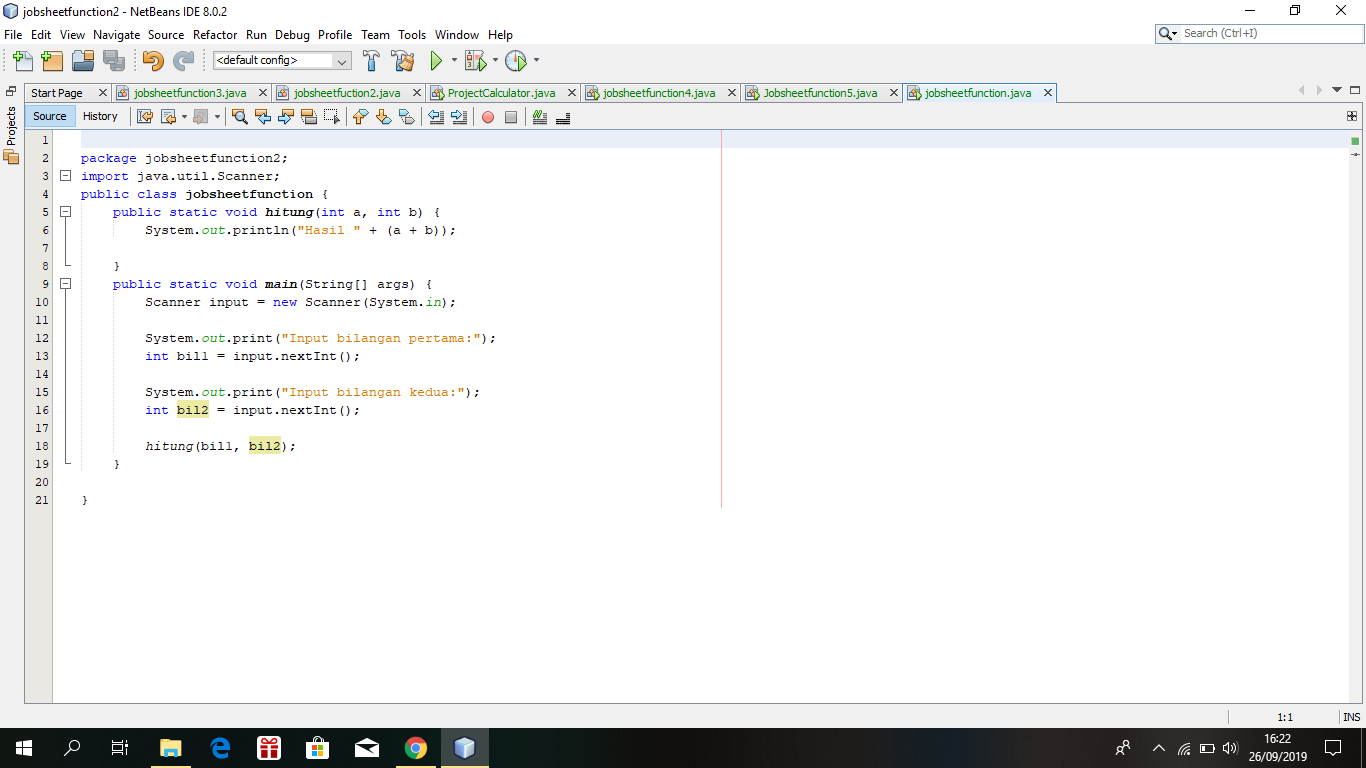 jobsheetfunction2 - NetBeans IDE 8.0.2
File Edit View Navigate Source Refactor Run Debug Profile Team Tools Window Help
Search (Ctrl+I)
<default config>
Start Page jobsheetfunction3.java jobsheetfuction2.java ProjectCalculator.java jobsheetfunction4.java Jobsheetfunction5.java jobsheetfunction.java
Projects
Source History
1
2 package jobsheetfunction2;
3 import java.util.Scanner;
4 public class jobsheetfunction {
5 public static void hitung(int a, int b) {
6 System.out.println("Hasil " + (a + b));
7
8 }
9 public static void main(String[] args) {
10 Scanner input = new Scanner(System.in);
11
12 System.out.print("Input bilangan pertama:");
13 int bil1 = input.nextInt();
14
15 System.out.print("Input bilangan kedua:");
16 int bil2 = input.nextInt();
17
18 hitung(bil1, bil2);
19 }
20
21 }
1:1 INS
16:22
26/09/2019